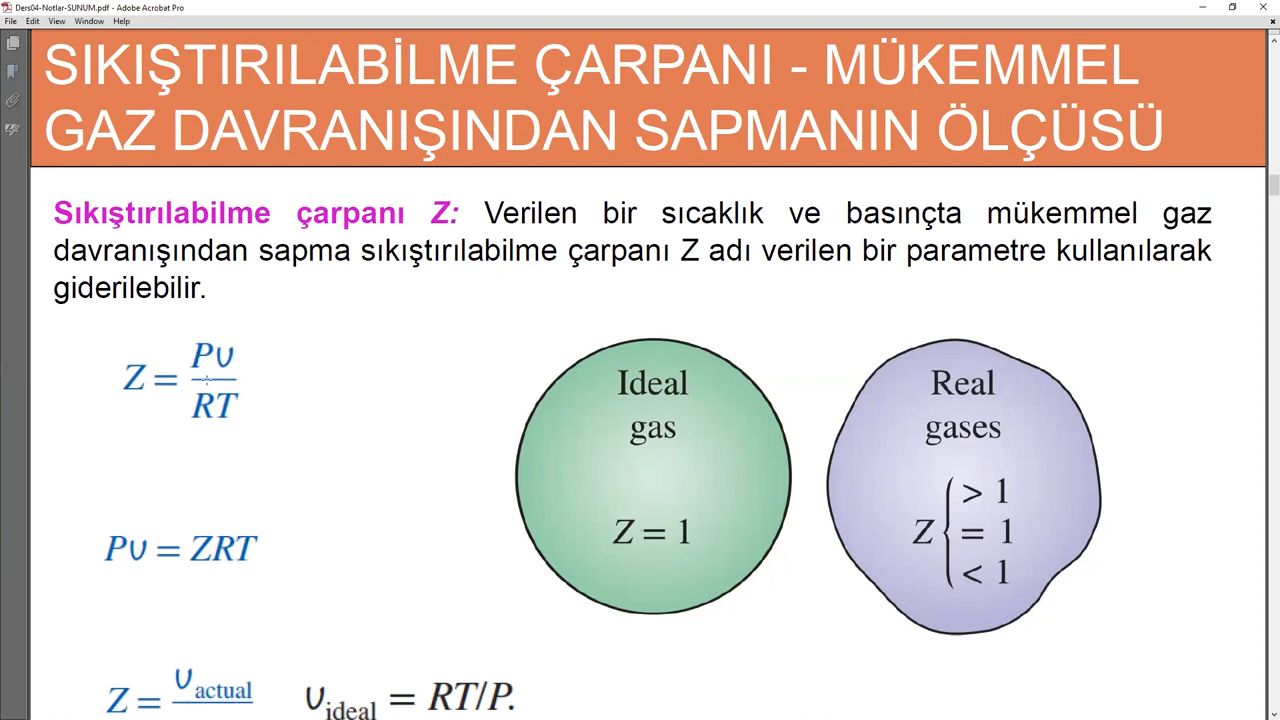 Ders04-Notlar-SUNUM.pdf - Adobe Acrobat Pro
File Edit View Window Help
SIKIŞTIRILABİLME ÇARPANI - MÜKEMMEL
GAZ DAVRANIŞINDAN SAPMANIN ÖLÇÜSÜ
Sıkıştırılabilme çarpanı Z: Verilen bir sıcaklık ve basınçta mükemmel gaz
davranışından sapma sıkıştırılabilme çarpanı Z adı verilen bir parametre kullanılarak
giderilebilir.
Z = Pυ
RT
Pυ = ZRT
Z = υactual
υideal = RT/P.
Ideal
gas
Z = 1
Real
gases
Z { > 1
= 1
< 1